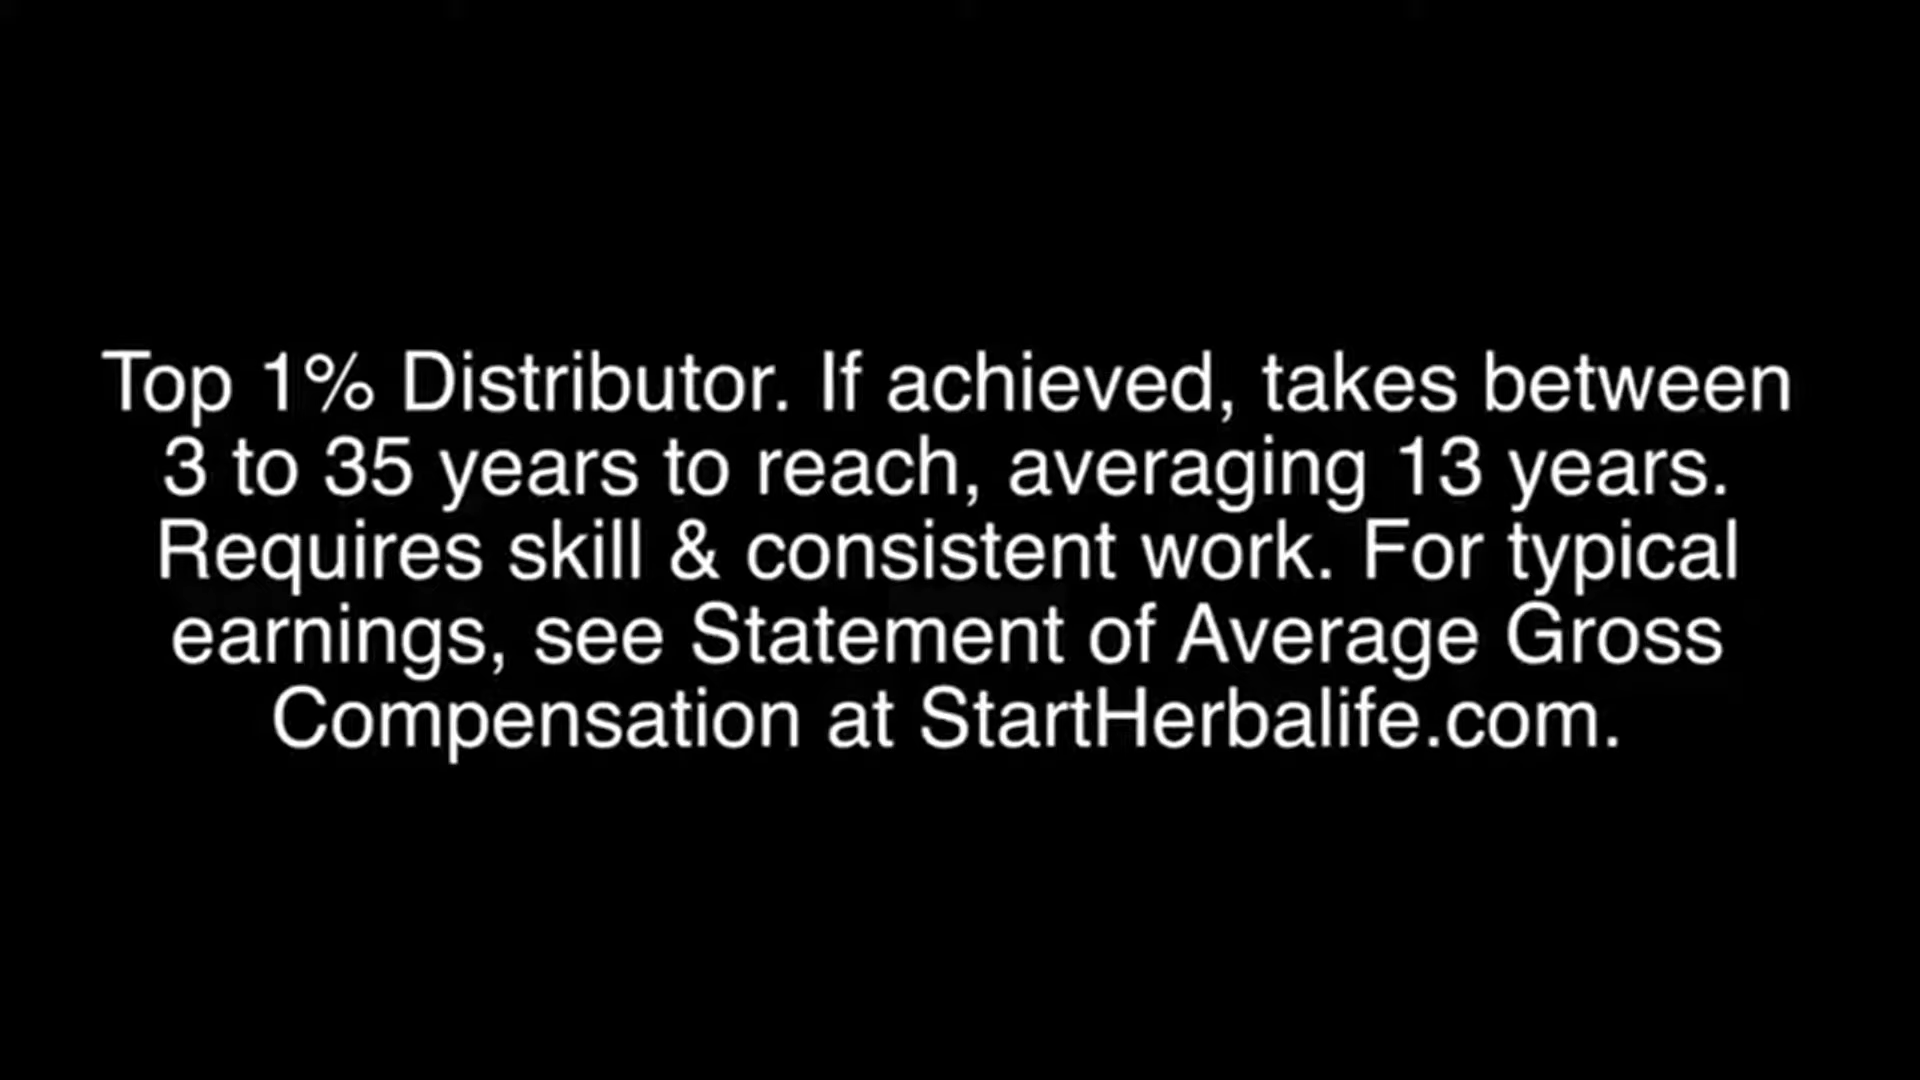 Top 1% Distributor. If achieved, takes between
3 to 35 years to reach, averaging 13 years.
Requires skill & consistent work. For typical
earnings, see Statement of Average Gross
Compensation at StartHerbalife.com.